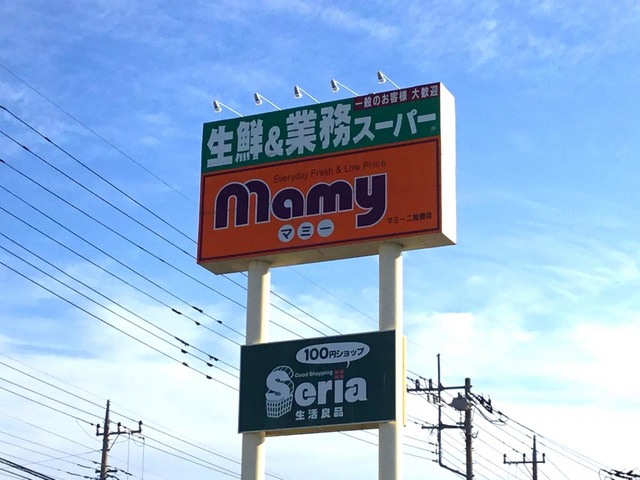 一般のお客様 大歓迎
生鮮&業務スーパー
Everyday Fresh & Low Price
mamy
マミー
マミー二枚橋店
100円ショップ
Good Shopping
Seria
生活良品